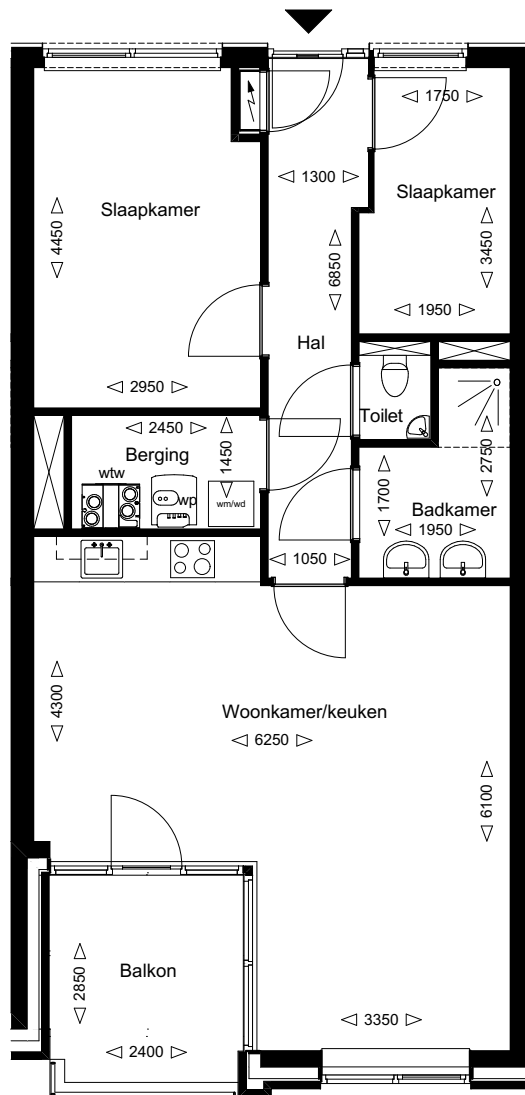 1750
1300
Slaapkamer
Slaapkamer
4450
3450
6850
1950
Hal
2950
Toilet
2450
Berging
1450
2750
wtw
wp
wm/wd
1700
Badkamer
1950
1050
4300
Woonkamer/keuken
6250
6100
Balkon
2850
3350
2400